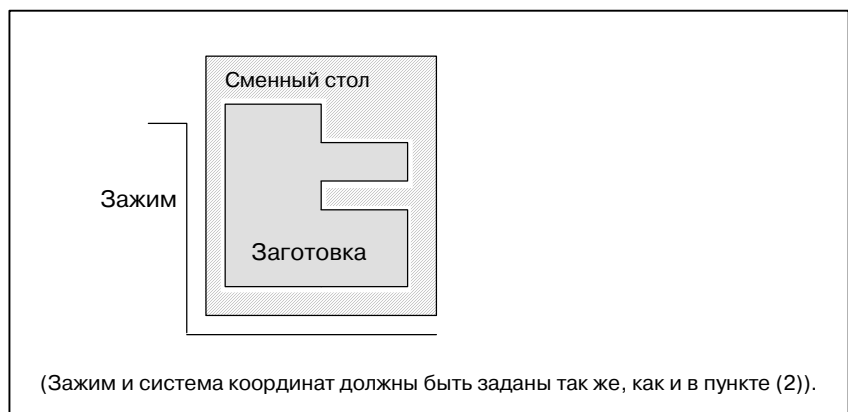 Сменный стол
Зажим
Заготовка
(Зажим и система координат должны быть заданы так же, как и в пункте (2)).